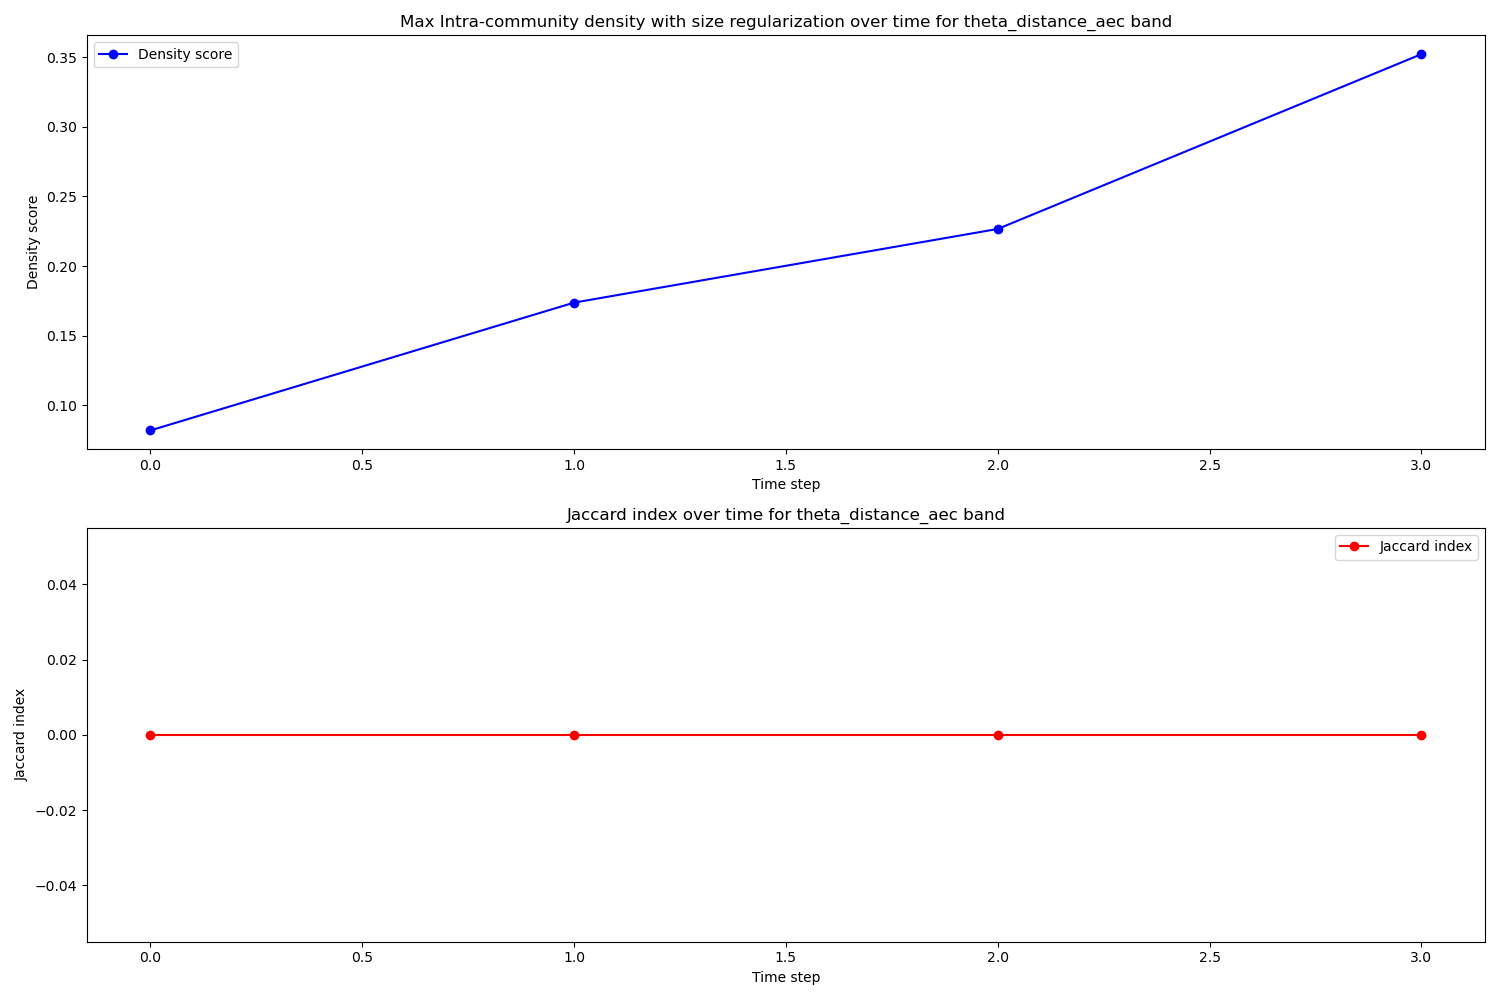 Max Intra-community density with size regularization over time for theta_distance_aec band
Density score
0.35
0.30
0.25
0.20
0.15
0.10
Density score
0.0 0.5 1.0 1.5 2.0 2.5 3.0
Time step
Jaccard index over time for theta_distance_aec band
Jaccard index
0.04
0.02
0.00
−0.02
−0.04
Jaccard index
0.0 0.5 1.0 1.5 2.0 2.5 3.0
Time step